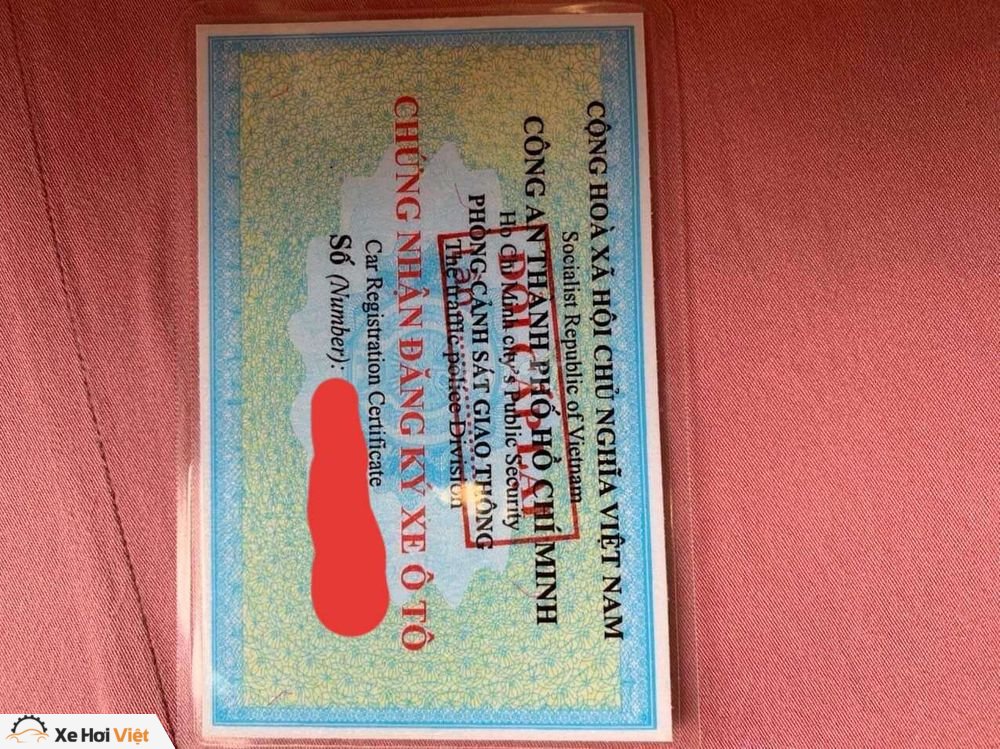 CỘNG HOÀ XÃ HỘI CHỦ NGHĨA VIỆT NAM
Socialist Republic of Vietnam
CÔNG AN THÀNH PHỐ HỒ CHÍ MINH
Ho Chi Minh city's Public Security
PHÒNG CẢNH SÁT GIAO THÔNG
The traffic police Division
ĐỔI CẤP LẠI
CHỨNG NHẬN ĐĂNG KÝ XE Ô TÔ
Car Registration Certificate
Số (Number):
Xe Hơi Việt